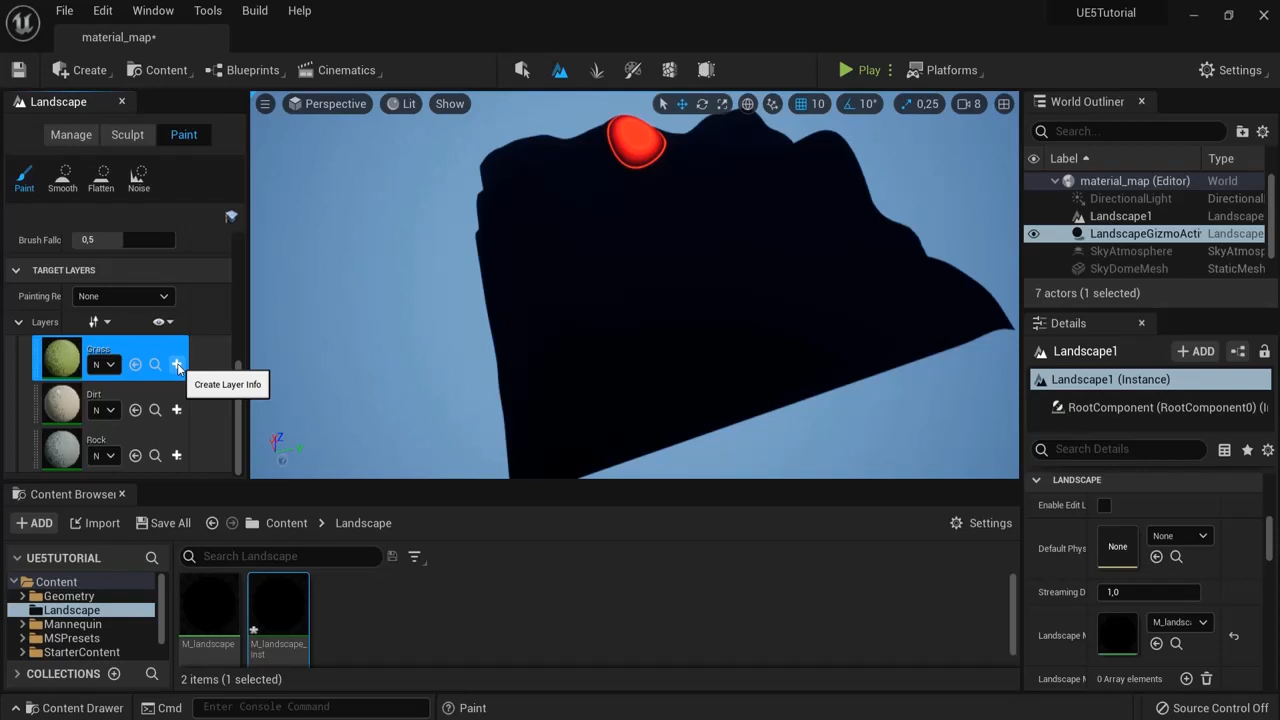 File Edit Window Tools Build Help UE5Tutorial
material_map*
Create Content Blueprints Cinematics Play Platforms Settings
Landscape
Perspective Lit Show 10 10° 0,25 8
World Outliner
Manage Sculpt Paint
Search...
Label Type
Paint Smooth Flatten Noise
material_map (Editor) World
DirectionalLight Directional
Landscape1 Landscape
LandscapeGizmoActi Landscape
SkyAtmosphere SkyAtmosp
SkyDomeMesh StaticMesh
7 actors (1 selected)
Brush Fallo 0,5
TARGET LAYERS
Painting Re None
Layers
Grass
N
Create Layer Info
Dirt
N
Rock
N
Z
Details
Landscape1 ADD
Landscape1 (Instance)
RootComponent (RootComponent0) (I
Search Details
LANDSCAPE
Enable Edit L
Default Phys None None
Streaming D 1,0
Landscape M M_landsc
Landscape M 0 Array elements
Content Browser
ADD Import Save All Content Landscape Settings
UE5TUTORIAL
Search Landscape
Content
Geometry
Landscape
Mannequin
MSPresets
StarterContent
COLLECTIONS
M_landscape
M_landscape_
Inst
2 items (1 selected)
Content Drawer Cmd Enter Console Command Paint Source Control Off